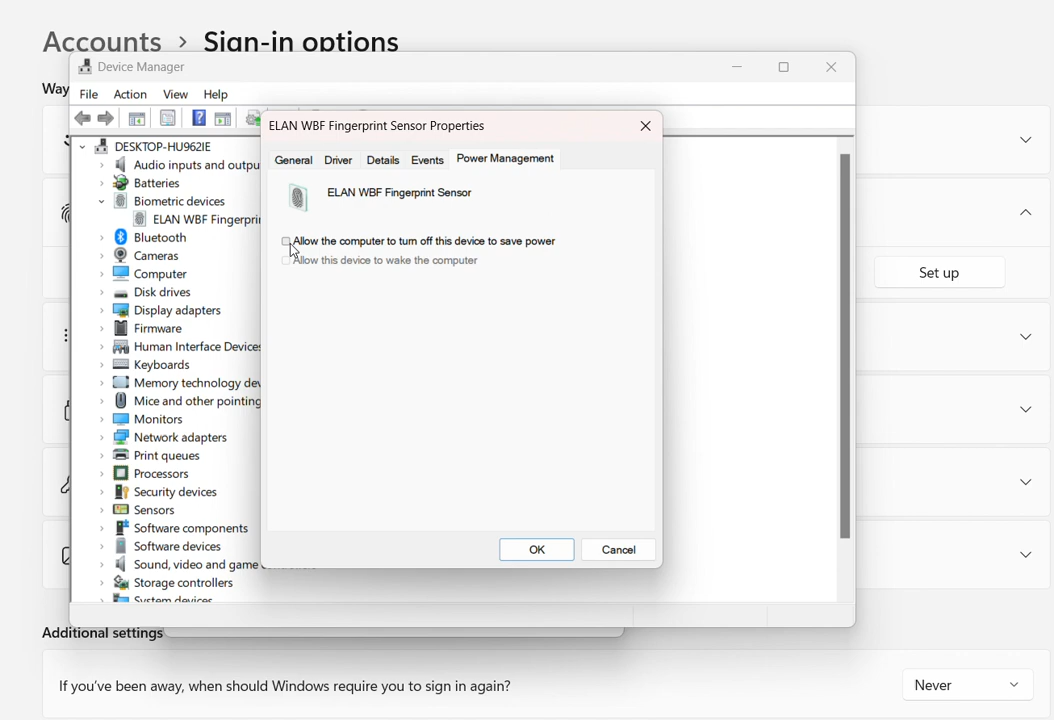 Accounts > Sign-in options
Way
Device Manager
File Action View Help
ELAN WBF Fingerprint Sensor Properties
General Driver Details Events Power Management
ELAN WBF Fingerprint Sensor
Allow the computer to turn off this device to save power
Allow this device to wake the computer
OK Cancel
DESKTOP-HU962IE
Audio inputs and outpu
Batteries
Biometric devices
ELAN WBF Fingerpri
Bluetooth
Cameras
Computer
Disk drives
Display adapters
Firmware
Human Interface Devices
Keyboards
Memory technology dev
Mice and other pointing
Monitors
Network adapters
Print queues
Processors
Security devices
Sensors
Software components
Software devices
Sound, video and game
Storage controllers
System devices
Set up
Additional settings
If you've been away, when should Windows require you to sign in again?
Never